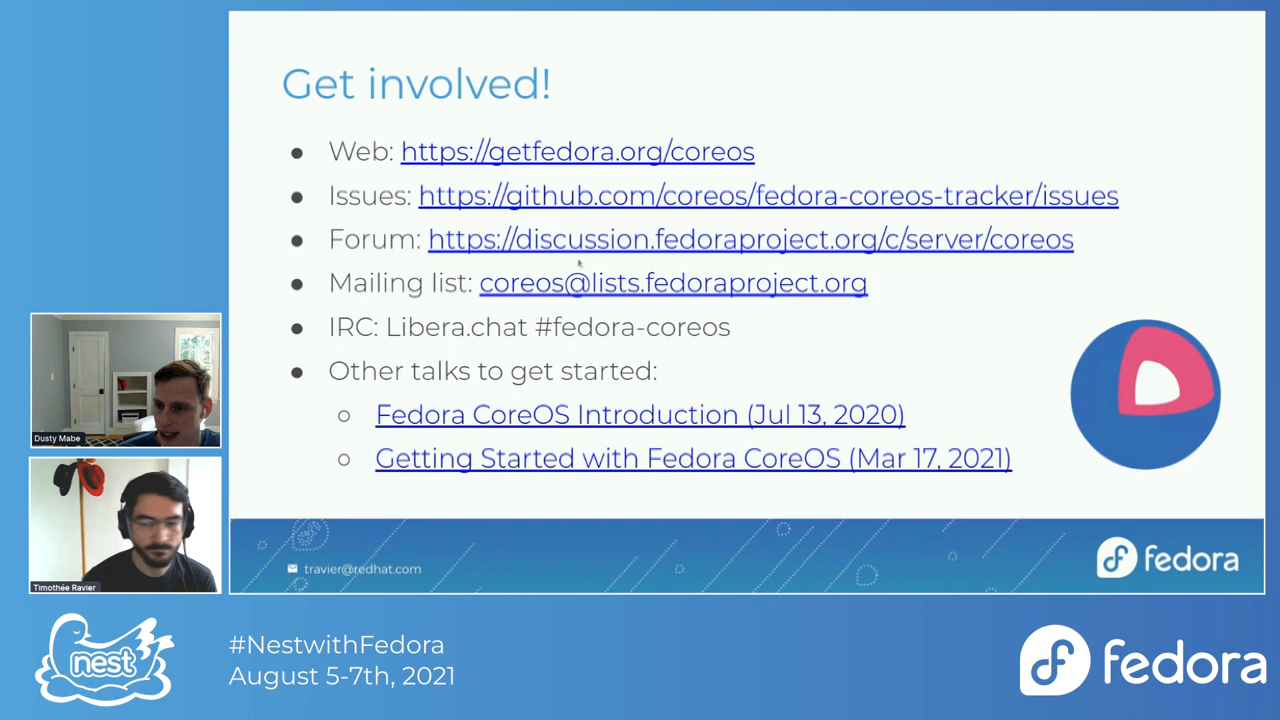 Get involved!
● Web: https://getfedora.org/coreos
● Issues: https://github.com/coreos/fedora-coreos-tracker/issues
● Forum: https://discussion.fedoraproject.org/c/server/coreos
● Mailing list: coreos@lists.fedoraproject.org
● IRC: Libera.chat #fedora-coreos
● Other talks to get started:
○ Fedora CoreOS Introduction (Jul 13, 2020)
○ Getting Started with Fedora CoreOS (Mar 17, 2021)
travier@redhat.com
fedora
Dusty Mabe
Timothée Ravier
nest
#NestwithFedora
August 5-7th, 2021
fedora